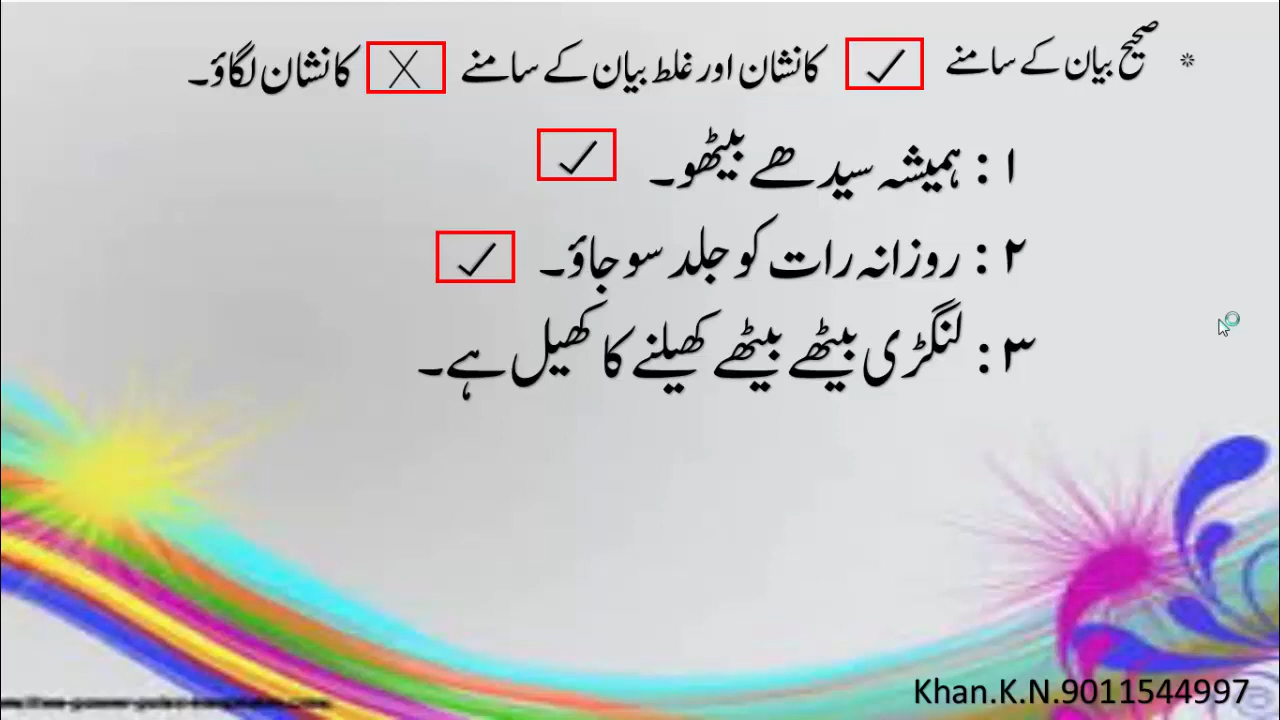 * صحیح بیان کے سامنے ✓ کا نشان اور غلط بیان کے سامنے X کا نشان لگاؤ۔
۱ : ہمیشہ سیدھے بیٹھو۔ ✓
۲ : روزانہ رات کو جلد سو جاؤ۔ ✓
۳ : لنگڑی بیٹھے بیٹھے کھیلنے کا کھیل ہے۔
Khan.K.N.9011544997